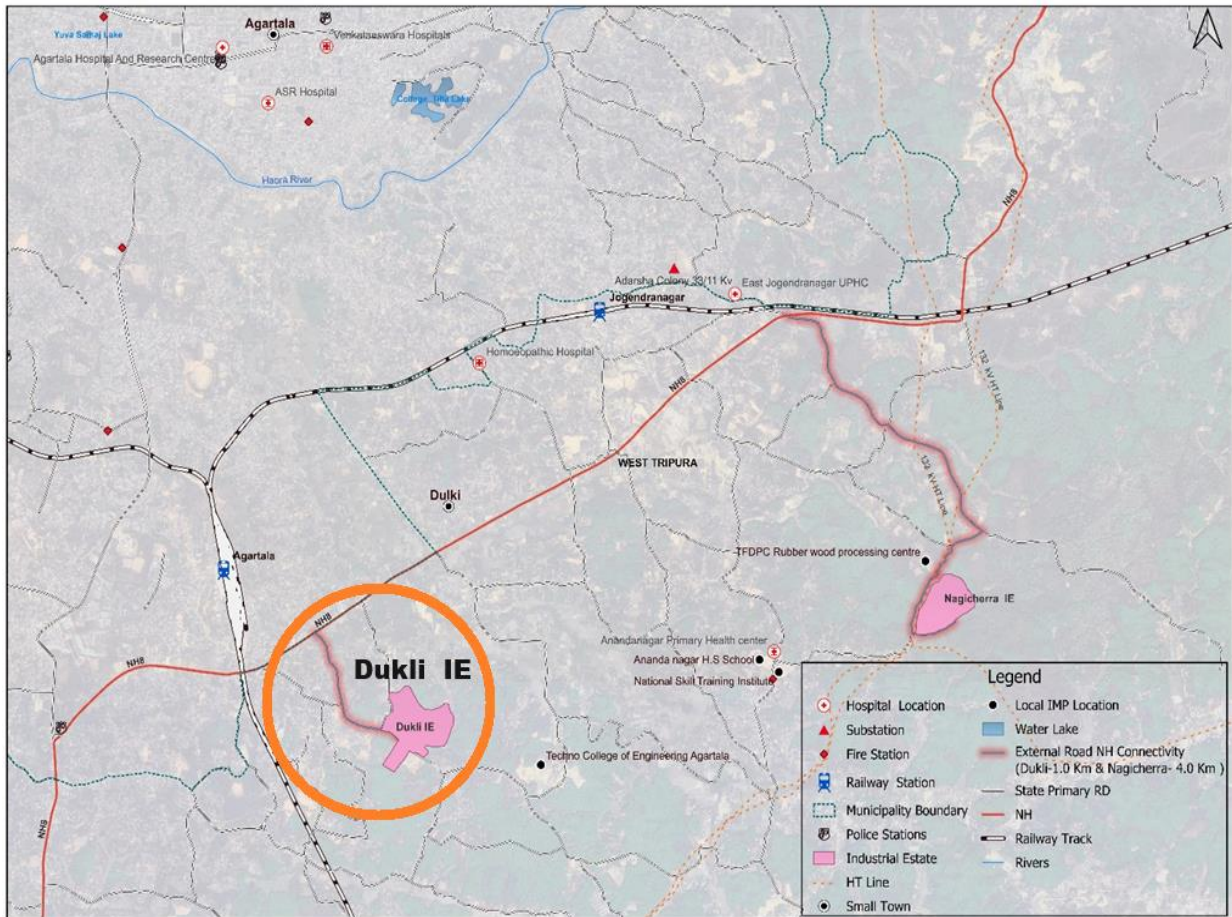 Agartala
Yuva Samaj Lake
Venkataeswara Hospitals
Agartala Hospital And Research Centre
ASR Hospital
College Tilla Lake
Haora River
NH8
Adarsha Colony 33/11 Kv
East Jogendranagar UPHC
Jogendranagar
Homoeopathic Hospital
132 kV HT Line
NH8
WEST TRIPURA
132 kV HT Line
Dulki
Agartala
TFDPC Rubber wood processing centre
Nagicherra IE
NH8
Anandanagar Primary Health center
Ananda nagar H.S School
National Skill Training Institute
NH8
Dukli IE
Dukli IE
Techno College of Engineering Agartala
NH8
Legend
Hospital Location
Substation
Fire Station
Railway Station
Municipality Boundary
Police Stations
Industrial Estate
HT Line
Small Town
Local IMP Location
Water Lake
External Road NH Connectivity
(Dukli-1.0 Km & Nagicherra- 4.0 Km )
State Primary RD
NH
Railway Track
Rivers